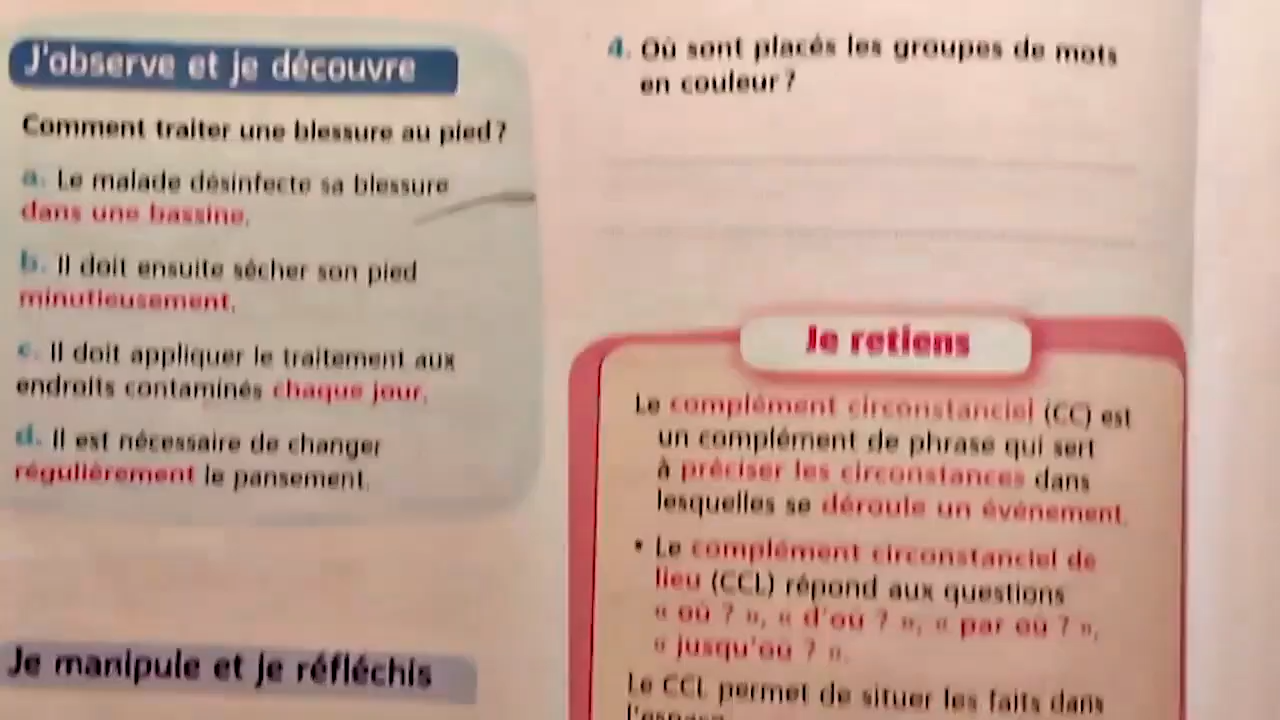 J'observe et je découvre
Comment traiter une blessure au pied ?
a. Le malade désinfecte sa blessure
dans une bassine.
b. Il doit ensuite sécher son pied
minutieusement.
c. Il doit appliquer le traitement aux
endroits contaminés chaque jour.
d. Il est nécessaire de changer
régulièrement le pansement.
Je manipule et je réfléchis
4. Où sont placés les groupes de mots
en couleur ?
Je retiens
Le complément circonstanciel (CC) est
un complément de phrase qui sert
à préciser les circonstances dans
lesquelles se déroule un événement.
• Le complément circonstanciel de
lieu (CCL) répond aux questions
« où ? », « d'où ? », « par où ? »,
« jusqu'où ? ».
Le CCL permet de situer les faits dans
l'espace.